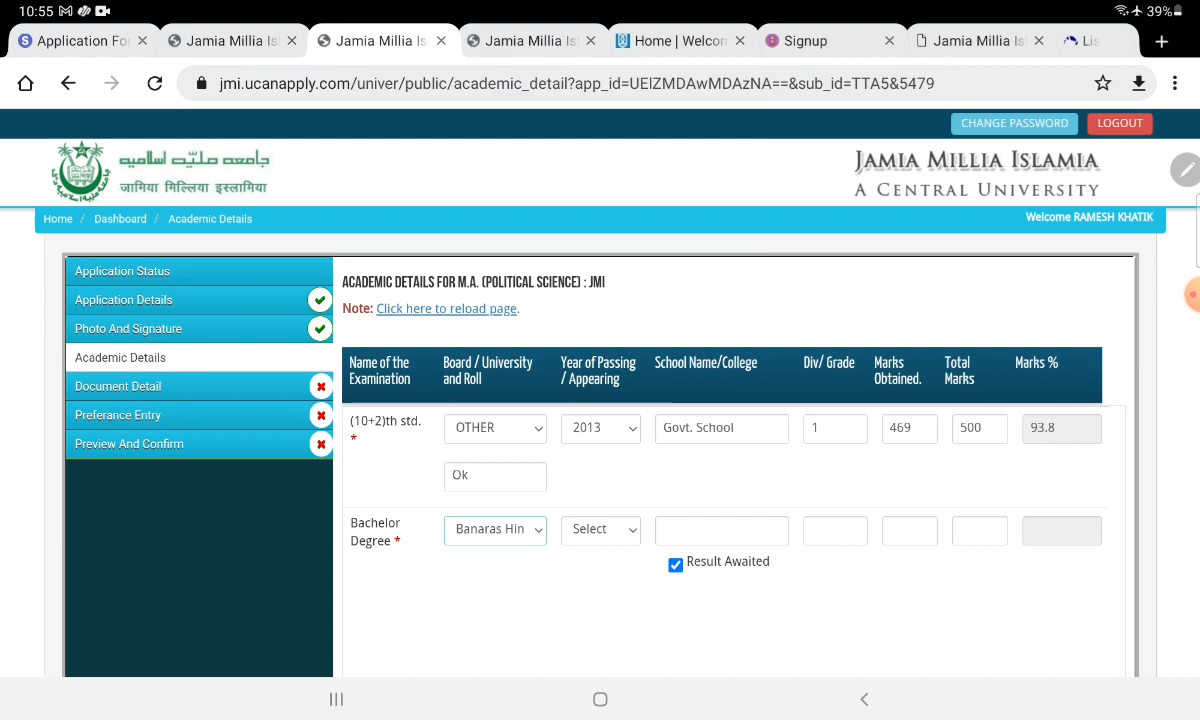 10:55 39%
Application For Jamia Millia Isl Jamia Millia Isl Jamia Millia Isl Home | Welcom Signup Jamia Millia Isl Lis
jmi.ucanapply.com/univer/public/academic_detail?app_id=UElZMDAwMDAzNA==&sub_id=TTA5&5479
CHANGE PASSWORD LOGOUT
جامعہ ملیّہ اسلامیہ
जामिया मिल्लिया इस्लामिया
JAMIA MILLIA ISLAMIA
A CENTRAL UNIVERSITY
Home / Dashboard / Academic Details Welcome RAMESH KHATIK
Application Status
Application Details
Photo And Signature
Academic Details
Document Detail
Preferance Entry
Preview And Confirm
ACADEMIC DETAILS FOR M.A. (POLITICAL SCIENCE) : JMI
Note: Click here to reload page.
Name of the Examination Board / University and Roll Year of Passing / Appearing School Name/College Div/ Grade Marks Obtained. Total Marks Marks %
(10+2)th std. * OTHER 2013 Govt. School 1 469 500 93.8
Ok
Bachelor Degree * Banaras Hin Select
Result Awaited